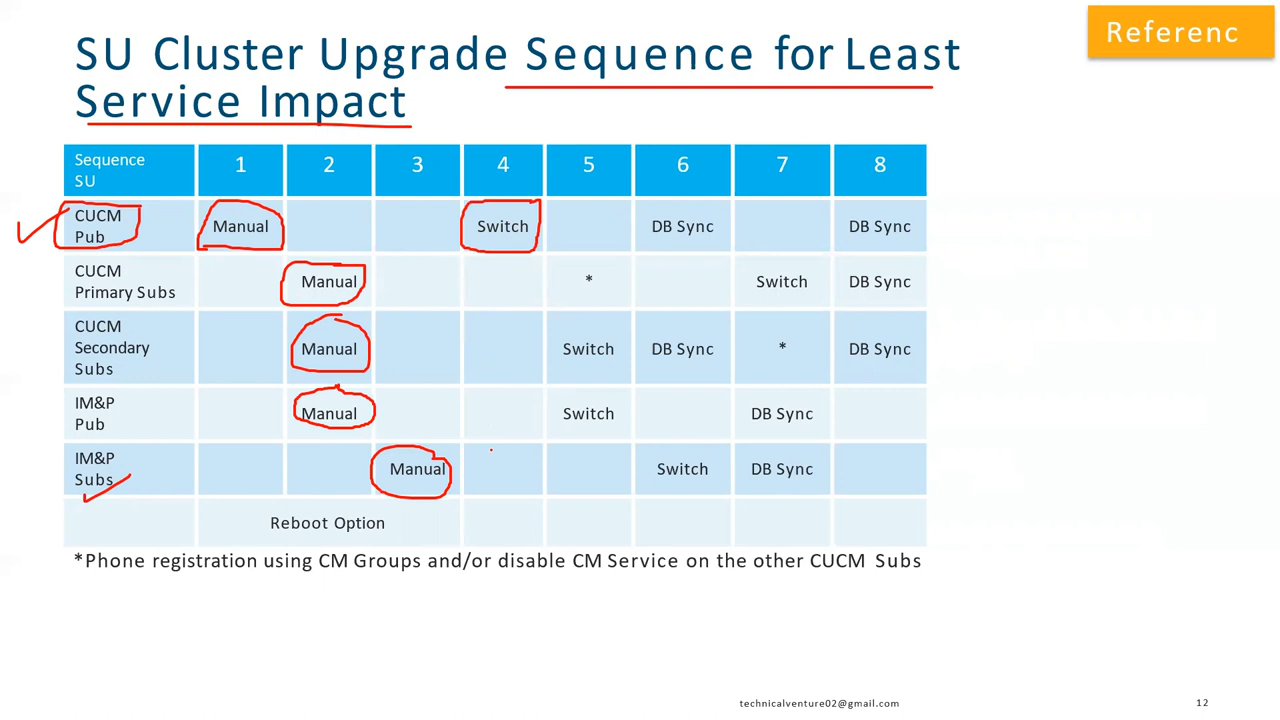 Referenc
SU Cluster Upgrade Sequence for Least
Service Impact
Sequence SU 1 2 3 4 5 6 7 8
CUCM Pub Manual Switch DB Sync DB Sync
CUCM Primary Subs Manual * Switch DB Sync
CUCM Secondary Subs Manual Switch DB Sync * DB Sync
IM&P Pub Manual Switch DB Sync
IM&P Subs Manual Switch DB Sync
Reboot Option
*Phone registration using CM Groups and/or disable CM Service on the other CUCM Subs
technicalventure02@gmail.com 12